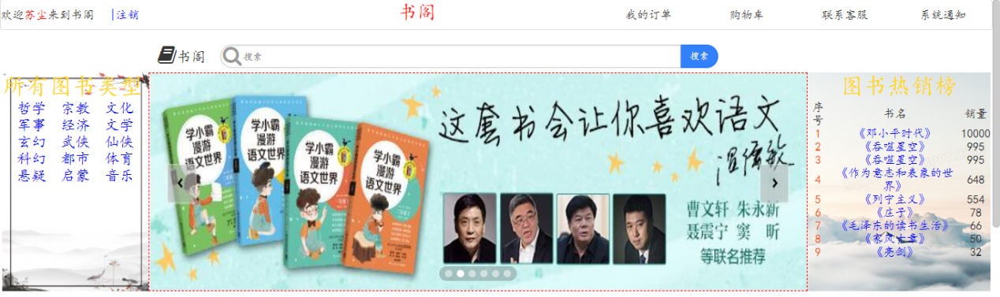 欢迎苏尘来到书阁 |注销
书阁
我的订单 购物车 联系客服 系统通知
书阁 搜索 搜索
所有图书类型
哲学 宗教 文化
军事 经济 文学
玄幻 武侠 仙侠
科幻 都市 体育
悬疑 启蒙 音乐
学小霸
漫游
语文世界
学小霸
漫游
语文世界
学小霸
漫游
语文世界
学小霸
漫游
语文世界
这套书会让你喜欢语文
温儒敏
曹文轩 朱永新
聂震宁 窦昕
等联名推荐
图书热销榜
序号 书名 销量
1 《邓小平时代》 10000
2 《吞噬星空》 995
3 《吞噬星空》 995
4 《作为意志和表象的世界》 648
5 《列宁主义》 554
6 《庄子》 78
7 《毛泽东的读书生活》 66
8 《家风十章》 50
9 《亮剑》 32